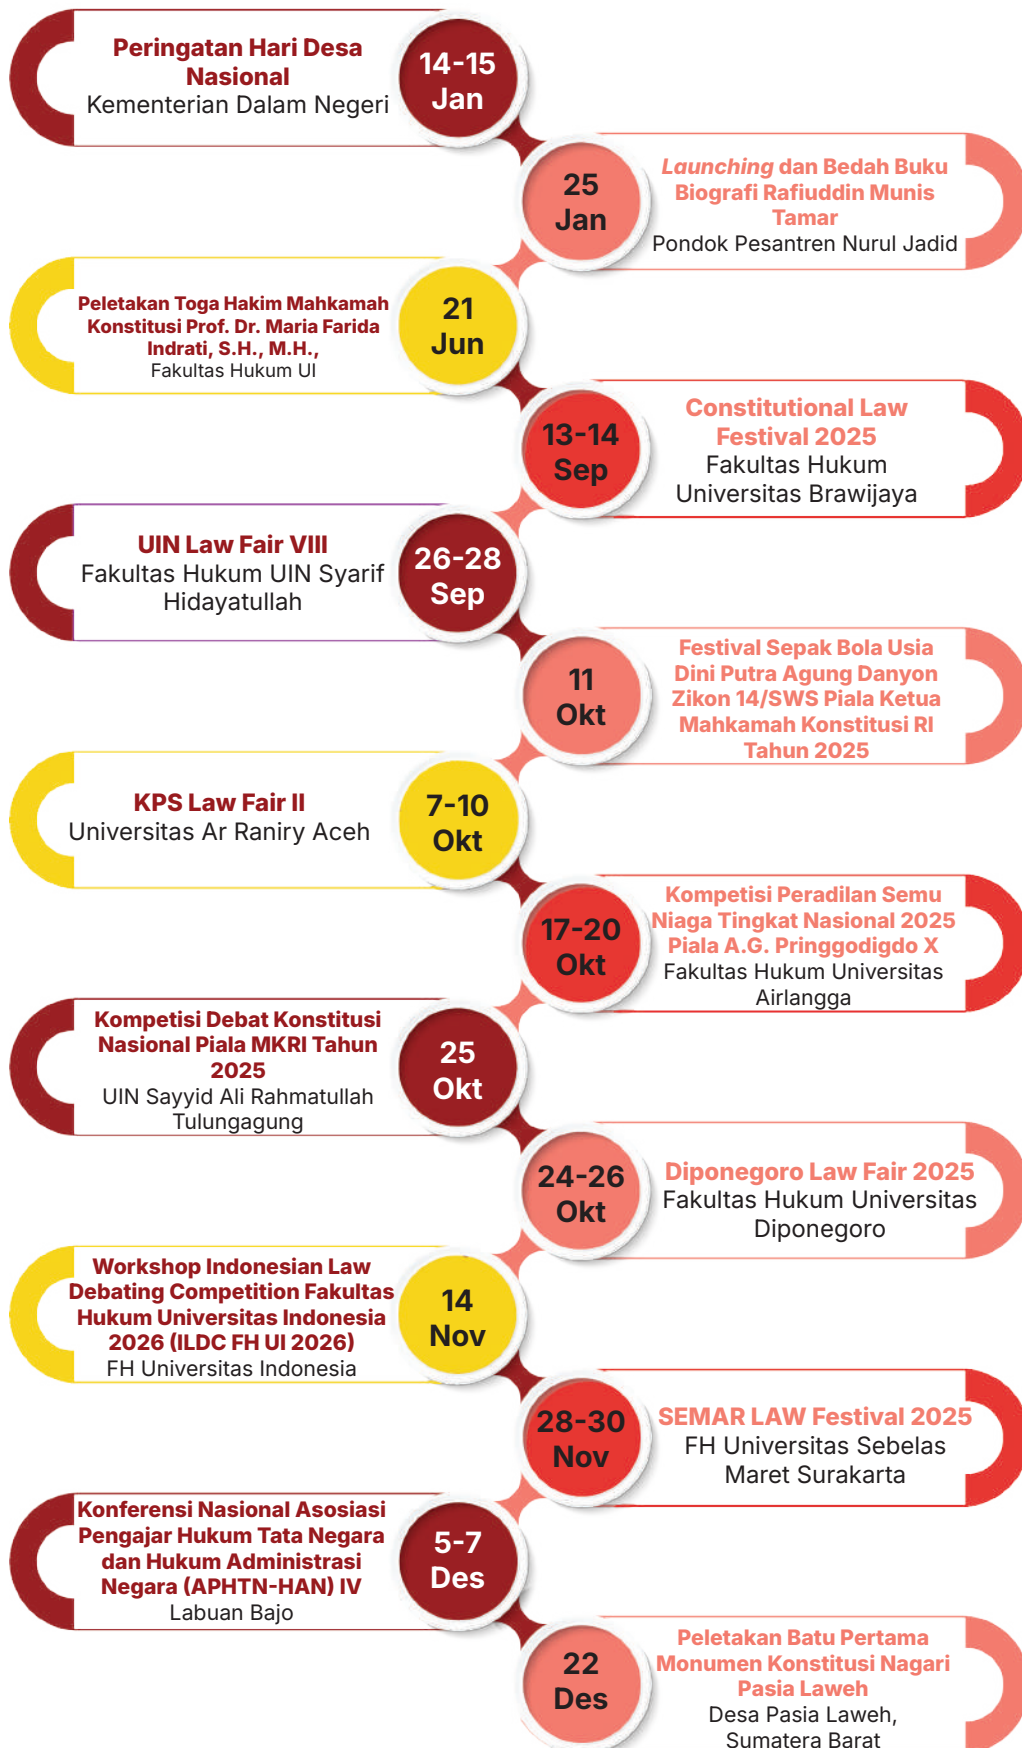 Peringatan Hari Desa
Nasional
Kementerian Dalam Negeri
14-15
Jan
25
Jan
Launching dan Bedah Buku
Biografi Rafiuddin Munis
Tamar
Pondok Pesantren Nurul Jadid
Peletakan Toga Hakim Mahkamah
Konstitusi Prof. Dr. Maria Farida
Indrati, S.H., M.H.,
Fakultas Hukum UI
21
Jun
13-14
Sep
Constitutional Law
Festival 2025
Fakultas Hukum
Universitas Brawijaya
UIN Law Fair VIII
Fakultas Hukum UIN Syarif
Hidayatullah
26-28
Sep
11
Okt
Festival Sepak Bola Usia
Dini Putra Agung Danyon
Zikon 14/SWS Piala Ketua
Mahkamah Konstitusi RI
Tahun 2025
KPS Law Fair II
Universitas Ar Raniry Aceh
7-10
Okt
17-20
Okt
Kompetisi Peradilan Semu
Niaga Tingkat Nasional 2025
Piala A.G. Pringgodigdo X
Fakultas Hukum Universitas
Airlangga
Kompetisi Debat Konstitusi
Nasional Piala MKRI Tahun
2025
UIN Sayyid Ali Rahmatullah
Tulungagung
25
Okt
24-26
Okt
Diponegoro Law Fair 2025
Fakultas Hukum Universitas
Diponegoro
Workshop Indonesian Law
Debating Competition Fakultas
Hukum Universitas Indonesia
2026 (ILDC FH UI 2026)
FH Universitas Indonesia
14
Nov
28-30
Nov
SEMAR LAW Festival 2025
FH Universitas Sebelas
Maret Surakarta
Konferensi Nasional Asosiasi
Pengajar Hukum Tata Negara
dan Hukum Administrasi
Negara (APHTN-HAN) IV
Labuan Bajo
5-7
Des
22
Des
Peletakan Batu Pertama
Monumen Konstitusi Nagari
Pasia Laweh
Desa Pasia Laweh,
Sumatera Barat